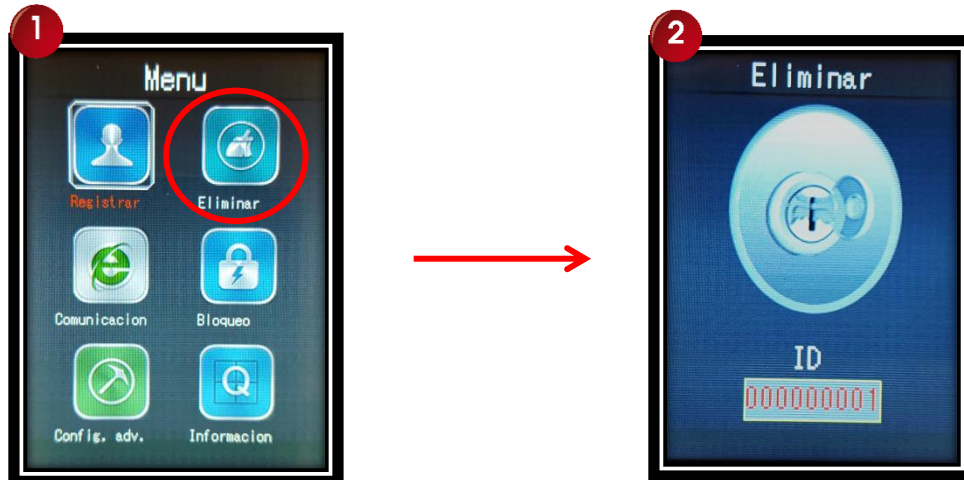 1
Menu
Registrar
Eliminar
Comunicacion
Bloqueo
Config. adv.
Informacion
2
Eliminar
ID
000000001